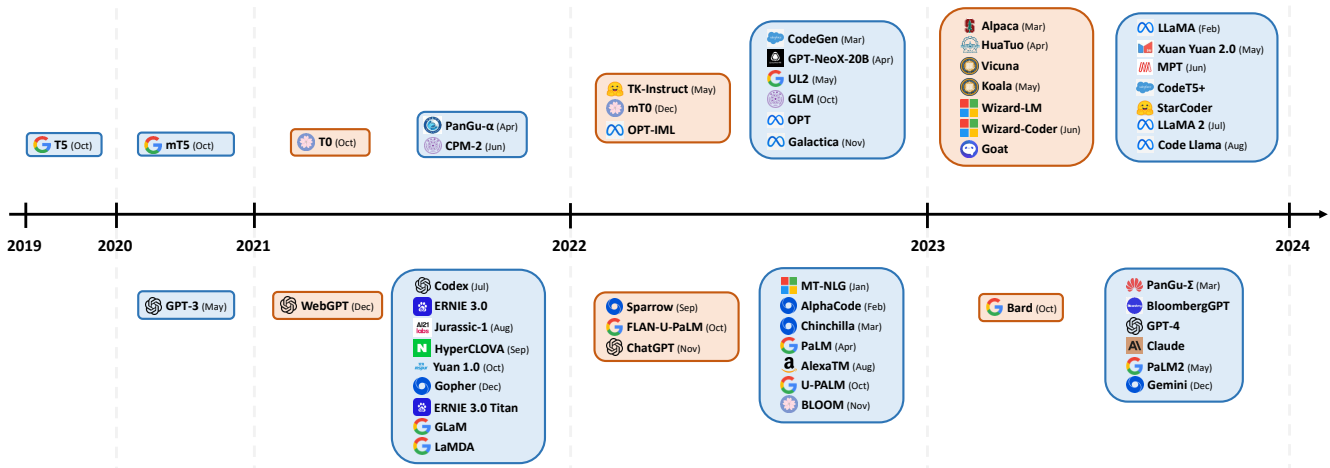 T5 (Oct)
mT5 (Oct)
T0 (Oct)
PanGu-α (Apr)
CPM-2 (Jun)
TK-Instruct (May)
mT0 (Dec)
OPT-IML
CodeGen (Mar)
GPT-NeoX-20B (Apr)
UL2 (May)
GLM (Oct)
OPT
Galactica (Nov)
Alpaca (Mar)
HuaTuo (Apr)
Vicuna
Koala (May)
Wizard-LM
Wizard-Coder (Jun)
Goat
LLaMA (Feb)
Xuan Yuan 2.0 (May)
MPT (Jun)
CodeT5+
StarCoder
LLaMA 2 (Jul)
Code Llama (Aug)
2019
2020
2021
2022
2023
2024
GPT-3 (May)
WebGPT (Dec)
Codex (Jul)
ERNIE 3.0
AI21 labs Jurassic-1 (Aug)
N HyperCLOVA (Sep)
Yuan 1.0 (Oct)
Gopher (Dec)
ERNIE 3.0 Titan
GLaM
LaMDA
Sparrow (Sep)
FLAN-U-PaLM (Oct)
ChatGPT (Nov)
MT-NLG (Jan)
AlphaCode (Feb)
Chinchilla (Mar)
PaLM (Apr)
a AlexaTM (Aug)
U-PALM (Oct)
BLOOM (Nov)
Bard (Oct)
PanGu-Σ (Mar)
BloombergGPT
GPT-4
Claude
PaLM2 (May)
Gemini (Dec)